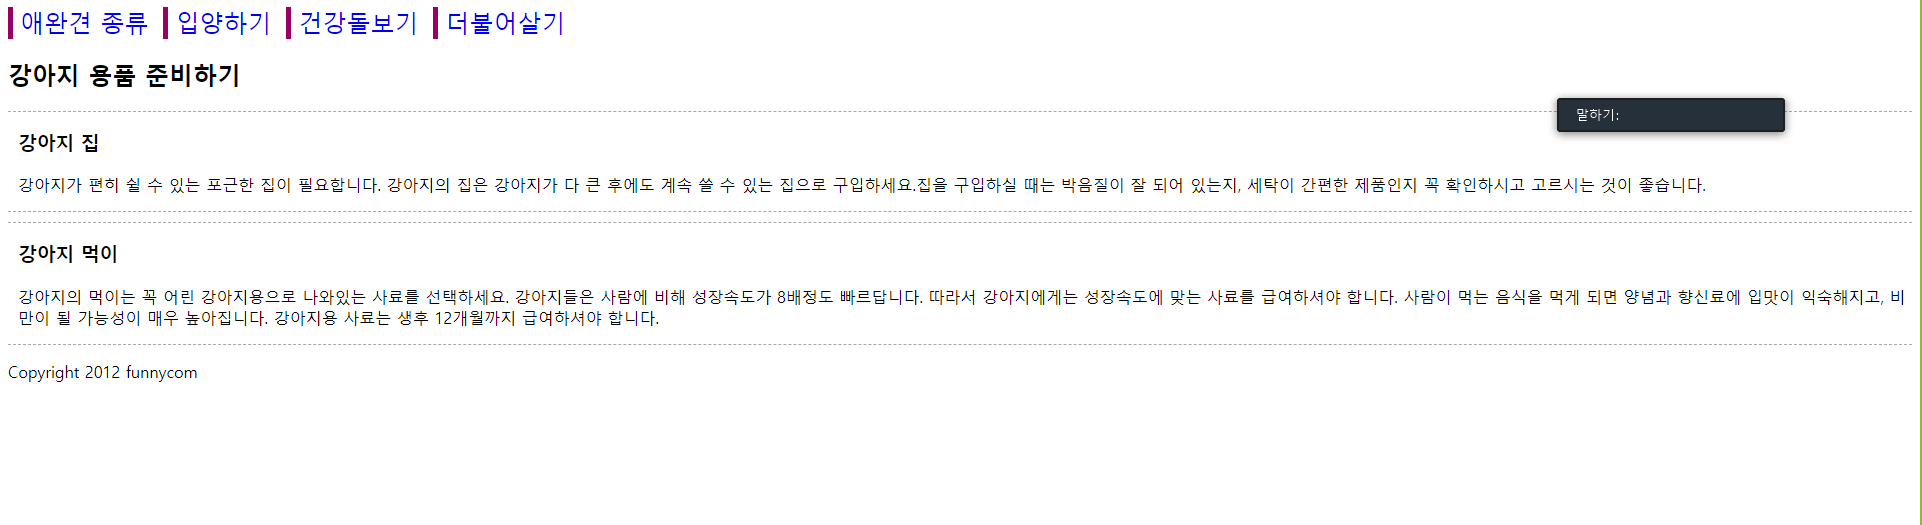 애완견 종류 입양하기 건강돌보기 더불어살기
강아지 용품 준비하기
말하기:
강아지 집
강아지가 편히 쉴 수 있는 포근한 집이 필요합니다. 강아지의 집은 강아지가 다 큰 후에도 계속 쓸 수 있는 집으로 구입하세요.집을 구입하실 때는 박음질이 잘 되어 있는지, 세탁이 간편한 제품인지 꼭 확인하시고 고르시는 것이 좋습니다.
강아지 먹이
강아지의 먹이는 꼭 어린 강아지용으로 나와있는 사료를 선택하세요. 강아지들은 사람에 비해 성장속도가 8배정도 빠르답니다. 따라서 강아지에게는 성장속도에 맞는 사료를 급여하셔야 합니다. 사람이 먹는 음식을 먹게 되면 양념과 향신료에 입맛이 익숙해지고, 비
만이 될 가능성이 매우 높아집니다. 강아지용 사료는 생후 12개월까지 급여하셔야 합니다.
Copyright 2012 funnycom